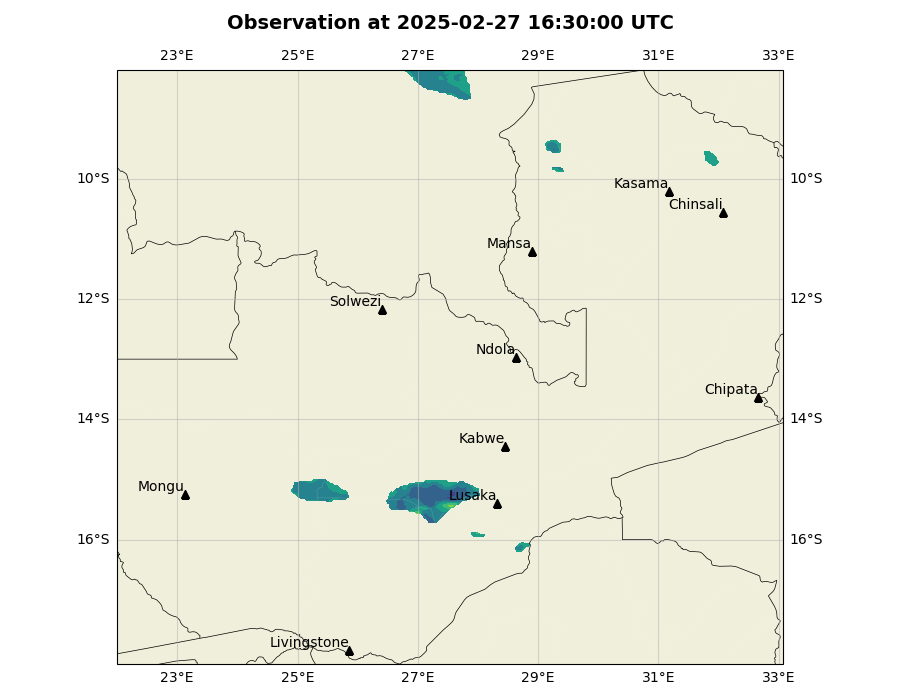 Observation at 2025-02-27 16:30:00 UTC
23°E 25°E 27°E 29°E 31°E 33°E
10°S 10°S
Kasama
Chinsali
Mansa
12°S 12°S
Solwezi
Ndola
Chipata
14°S 14°S
Kabwe
Mongu
Lusaka
16°S 16°S
Livingstone
23°E 25°E 27°E 29°E 31°E 33°E